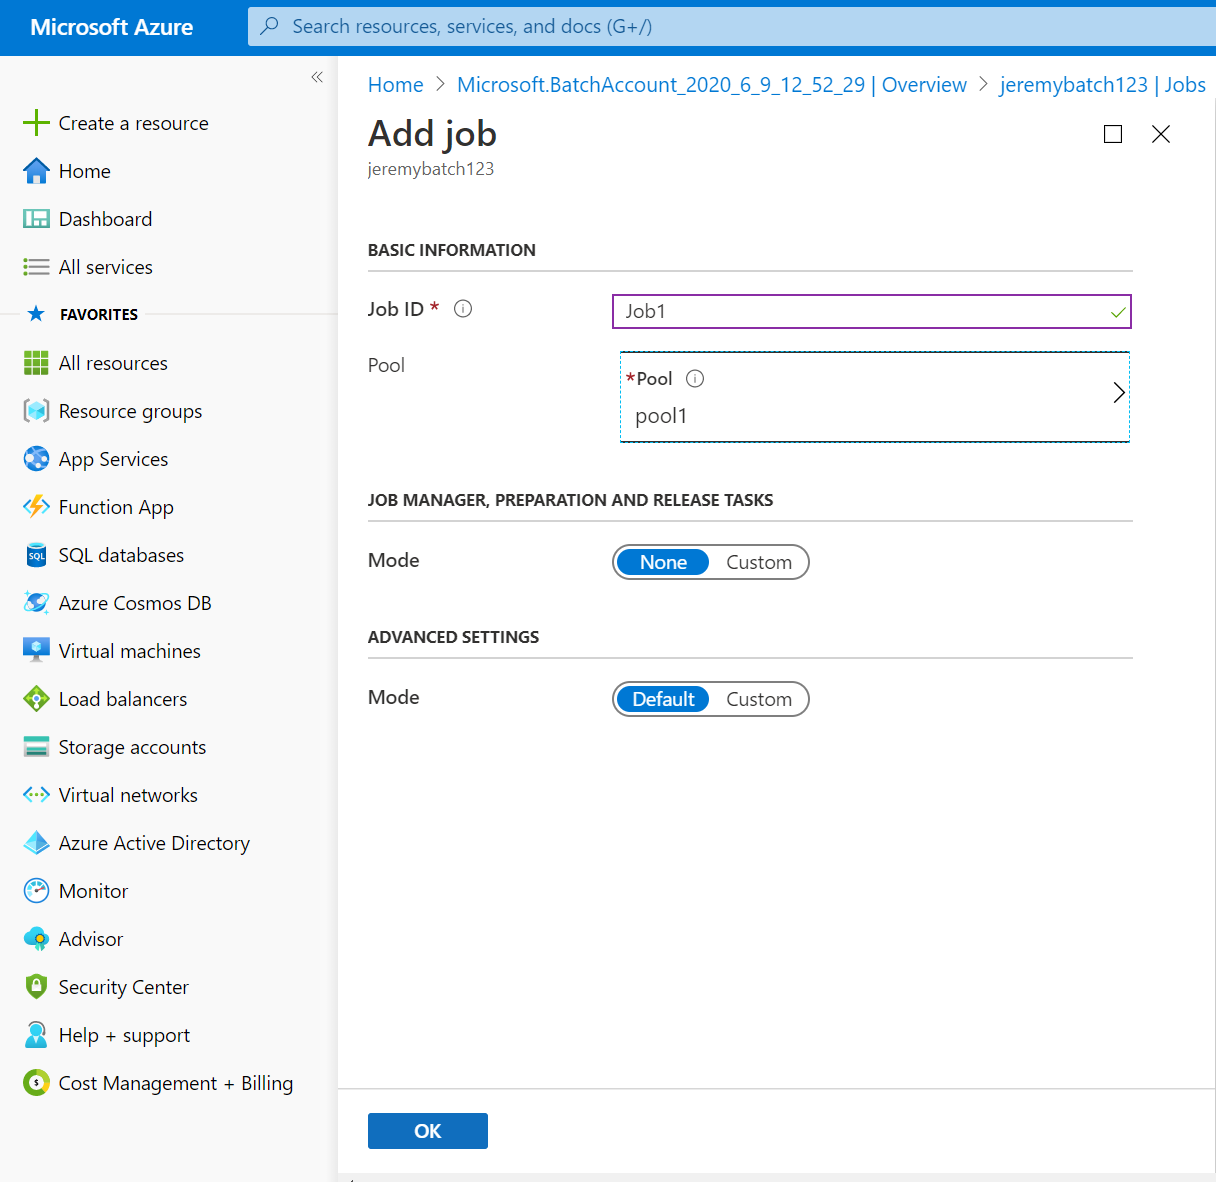 Microsoft Azure
Search resources, services, and docs (G+/)
Create a resource
Home
Dashboard
All services
FAVORITES
All resources
Resource groups
App Services
Function App
SQL
SQL databases
Azure Cosmos DB
Virtual machines
Load balancers
Storage accounts
Virtual networks
Azure Active Directory
Monitor
Advisor
Security Center
Help + support
$
Cost Management + Billing
Home > Microsoft.BatchAccount_2020_6_9_12_52_29 | Overview > jeremybatch123 | Jobs
Add job
jeremybatch123
BASIC INFORMATION
Job ID * Job1
Pool
*Pool
pool1
JOB MANAGER, PREPARATION AND RELEASE TASKS
Mode None Custom
ADVANCED SETTINGS
Mode Default Custom
OK